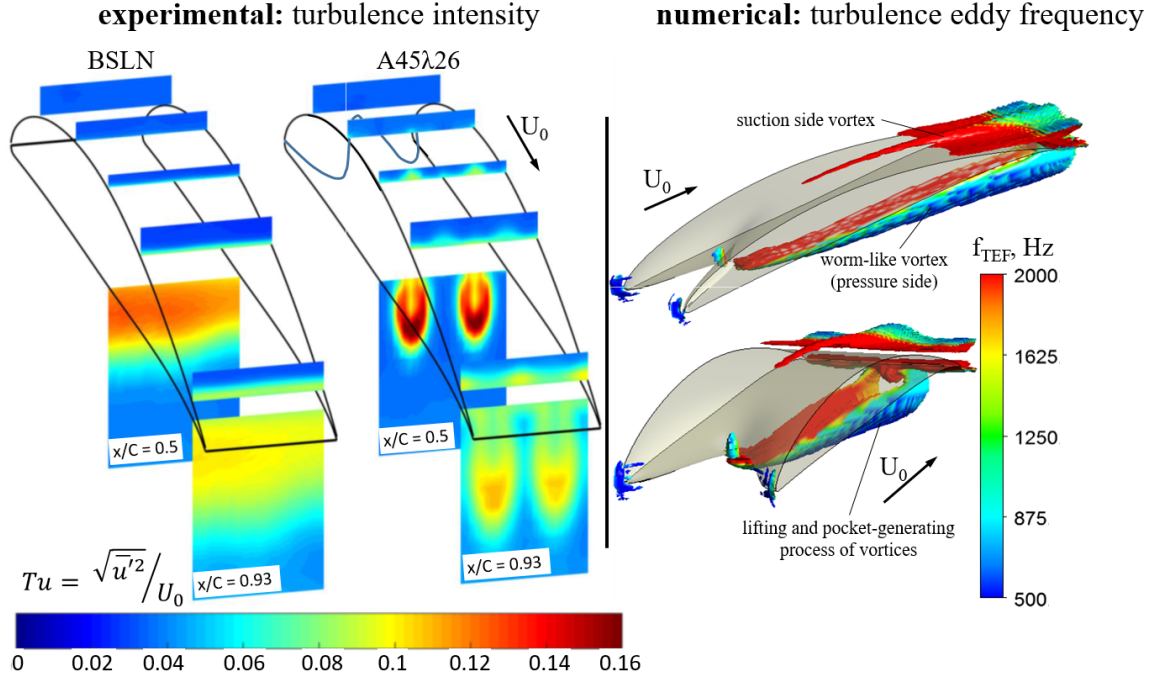 experimental: turbulence intensity
numerical: turbulence eddy frequency
BSLN
A45λ26
U₀
x/C = 0.5
x/C = 0.93
x/C = 0.5
x/C = 0.93
Tu = √u̅′² / U₀
0 0.02 0.04 0.06 0.08 0.1 0.12 0.14 0.16
suction side vortex
U₀
worm-like vortex
(pressure side)
U₀
lifting and pocket-generating
process of vortices
f_TEF, Hz
2000
1625
1250
875
500